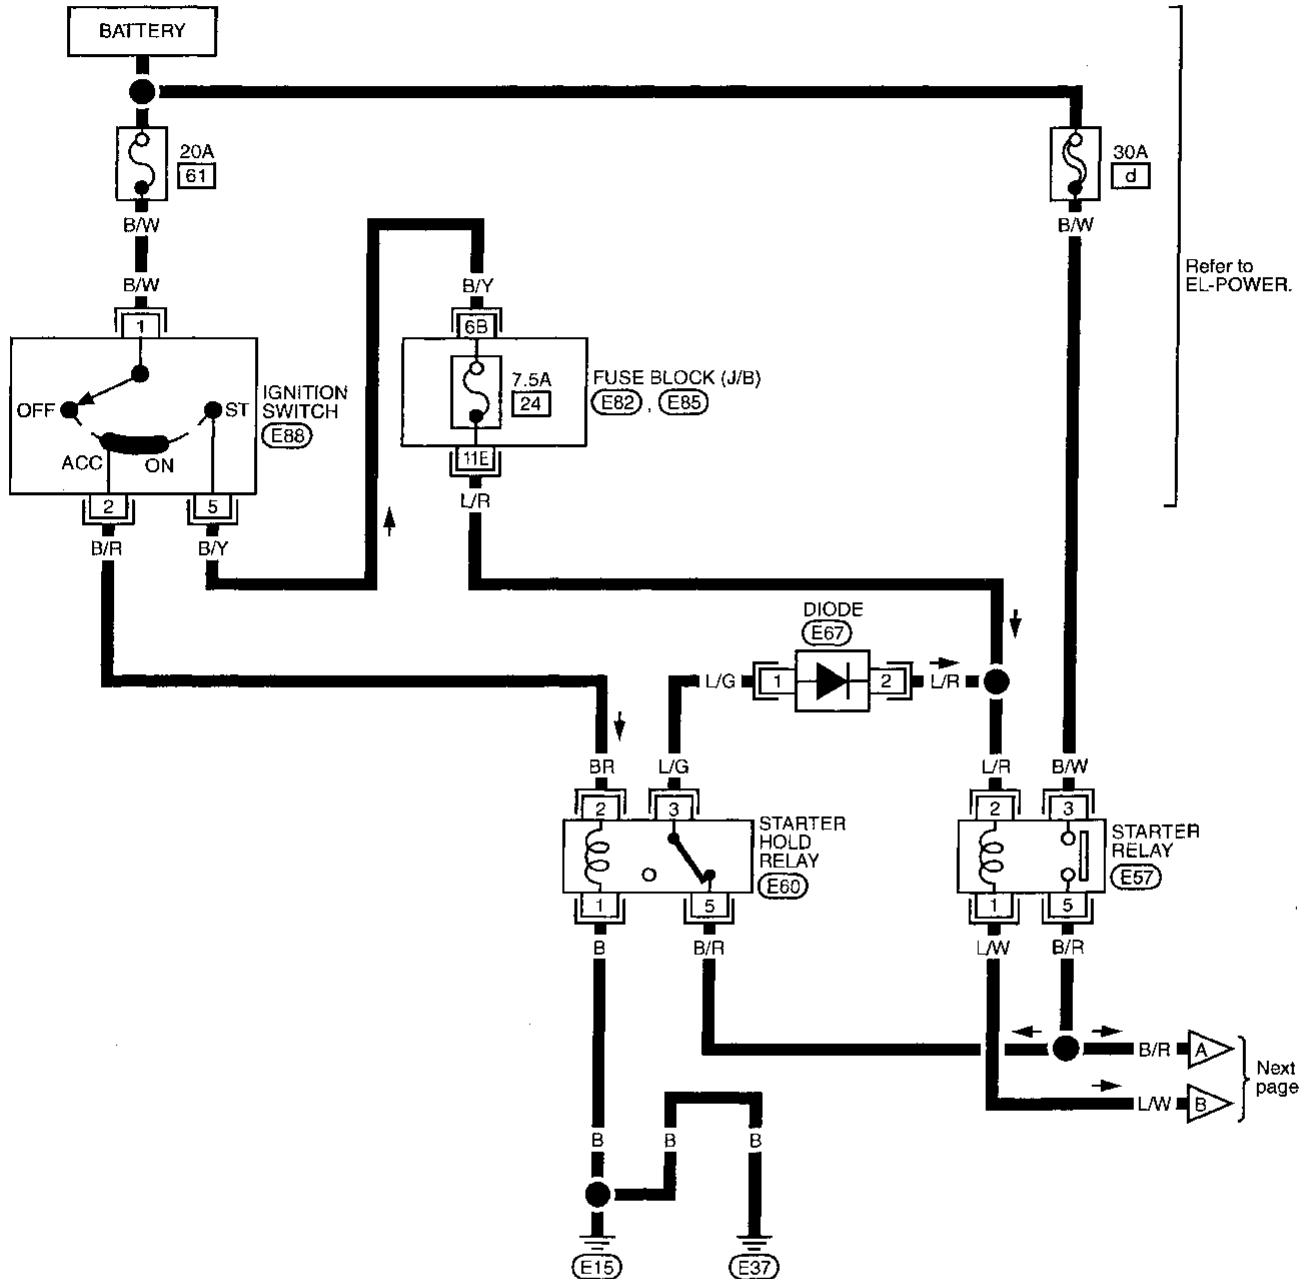 BATTERY
20A
61
30A
d
B/W
B/W
B/W
Refer to
EL-POWER.
B/Y
1
6B
OFF
ST
IGNITION
SWITCH
E88
7.5A
24
FUSE BLOCK (J/B)
E82 , E85
ACC
ON
11E
2
5
L/R
B/R
B/Y
DIODE
E67
L/G
1
2
L/R
BR
L/G
L/R
B/W
2
3
2
3
STARTER
HOLD
RELAY
E60
STARTER
RELAY
E57
1
5
1
5
B
B/R
L/W
B/R
B/R
A
Next
page
L/W
B
B
B
B
E15
E37